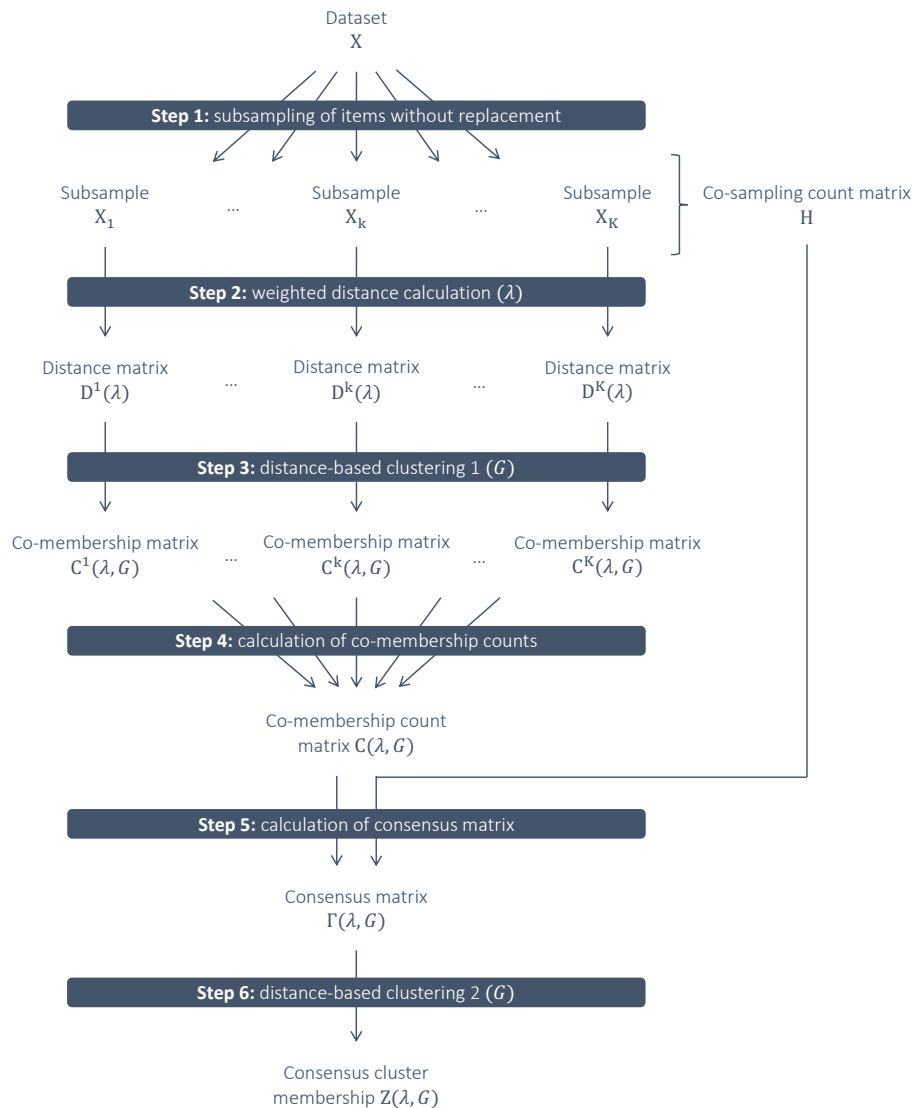 Dataset
X
Step 1: subsampling of items without replacement
Subsample
X₁
...
Subsample
Xₖ
...
Subsample
X_K
Co-sampling count matrix
H
Step 2: weighted distance calculation (λ)
Distance matrix
D¹(λ)
...
Distance matrix
Dᵏ(λ)
...
Distance matrix
Dᴷ(λ)
Step 3: distance-based clustering 1 (G)
Co-membership matrix
C¹(λ, G)
...
Co-membership matrix
Cᵏ(λ, G)
...
Co-membership matrix
Cᴷ(λ, G)
Step 4: calculation of co-membership counts
Co-membership count
matrix C(λ, G)
Step 5: calculation of consensus matrix
Consensus matrix
Γ(λ, G)
Step 6: distance-based clustering 2 (G)
Consensus cluster
membership Z(λ, G)